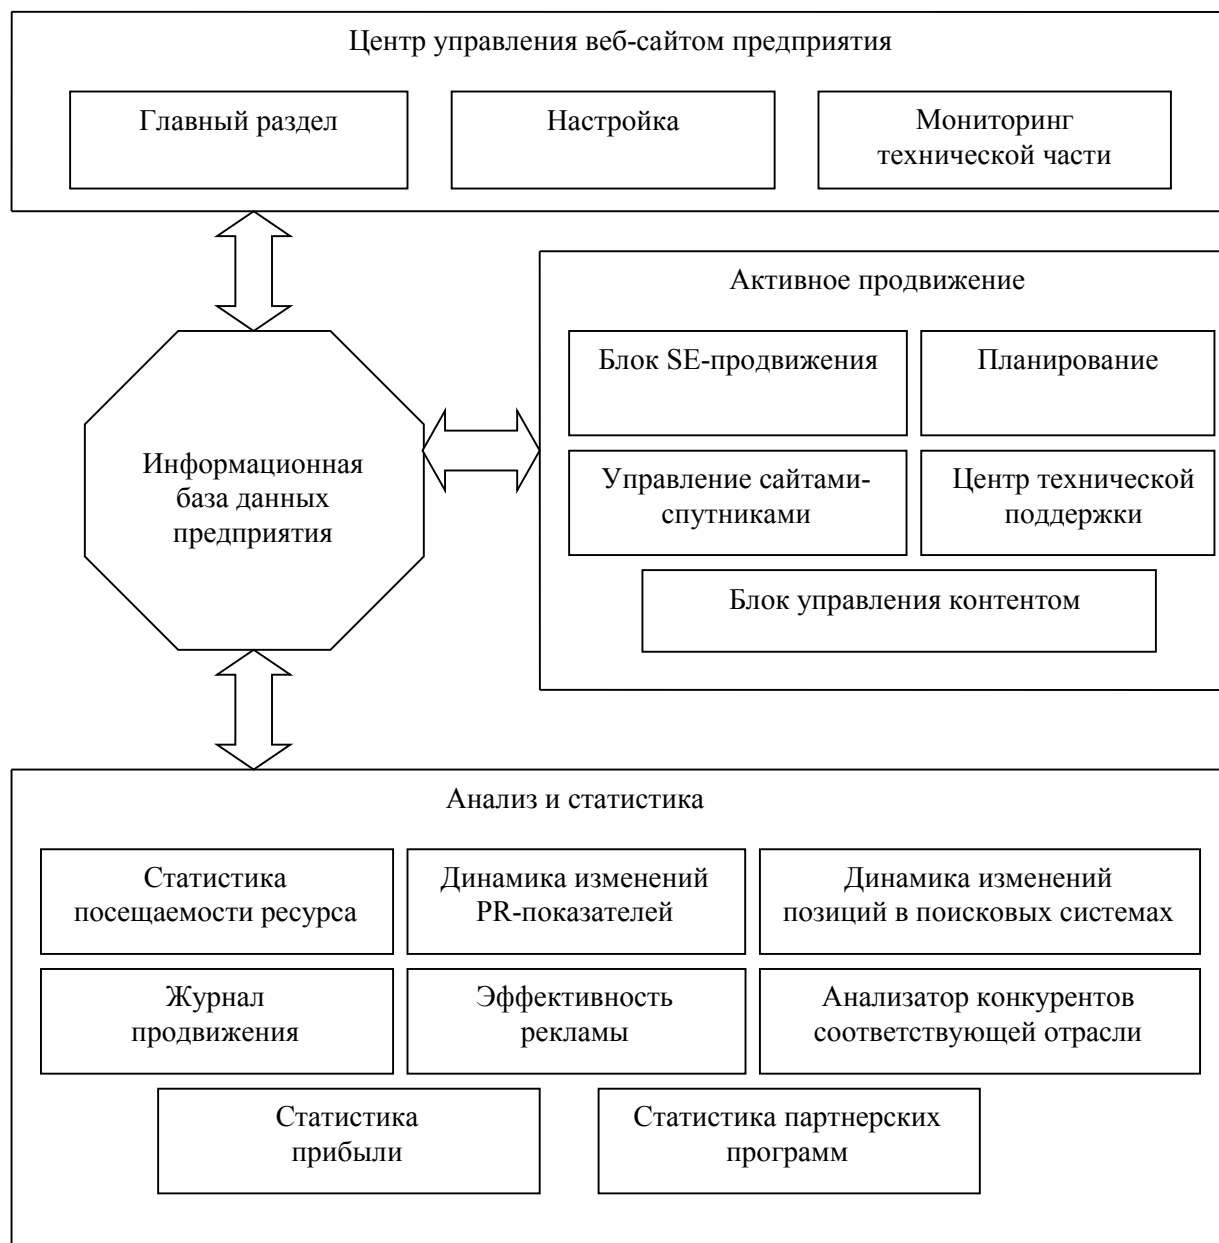 Центр управления веб-сайтом предприятия
Главный раздел
Настройка
Мониторинг
технической части
Активное продвижение
Блок SE-продвижения
Планирование
Управление сайтами-
спутниками
Центр технической
поддержки
Блок управления контентом
Информационная
база данных
предприятия
Анализ и статистика
Статистика
посещаемости ресурса
Динамика изменений
PR-показателей
Динамика изменений
позиций в поисковых системах
Журнал
продвижения
Эффективность
рекламы
Анализатор конкурентов
соответствующей отрасли
Статистика
прибыли
Статистика партнерских
программ